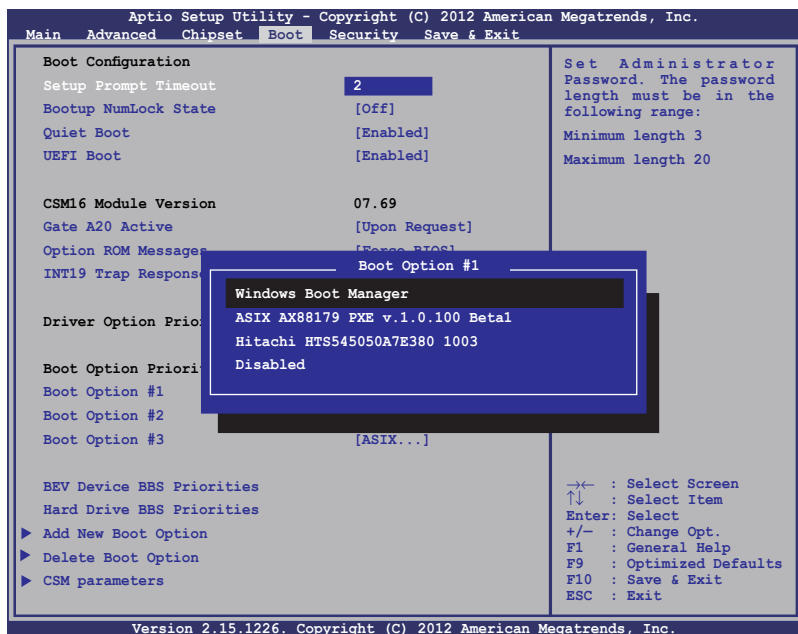 Aptio Setup Utility - Copyright (C) 2012 American Megatrends, Inc.
Main Advanced Chipset Boot Security Save & Exit
Boot Configuration
Setup Prompt Timeout 2
Bootup NumLock State [Off]
Quiet Boot [Enabled]
UEFI Boot [Enabled]
CSM16 Module Version 07.69
Gate A20 Active [Upon Request]
Option ROM Messages [Force BIOS]
INT19 Trap Respons
Driver Option Prio
Boot Option Priori
Boot Option #1
Boot Option #2
Boot Option #3 [ASIX...]
BEV Device BBS Priorities
Hard Drive BBS Priorities
Add New Boot Option
Delete Boot Option
CSM parameters
Boot Option #1
Windows Boot Manager
ASIX AX88179 PXE v.1.0.100 Beta1
Hitachi HTS545050A7E380 1003
Disabled
Set Administrator
Password. The password
length must be in the
following range:
Minimum length 3
Maximum length 20
→← : Select Screen
↑↓ : Select Item
Enter: Select
+/— : Change Opt.
F1 : General Help
F9 : Optimized Defaults
F10 : Save & Exit
ESC : Exit
Version 2.15.1226. Copyright (C) 2012 American Megatrends, Inc.